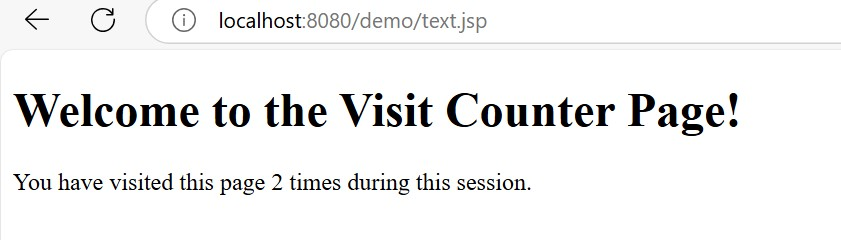 localhost:8080/demo/text.jsp
Welcome to the Visit Counter Page!
You have visited this page 2 times during this session.